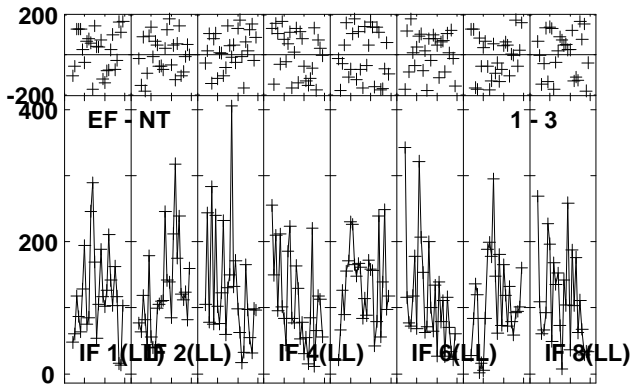 200
-200
400
EF - NT 1 - 3
200
IF 1(LL) IF 2(LL) IF 4(LL) IF 6(LL) IF 8(LL)
0